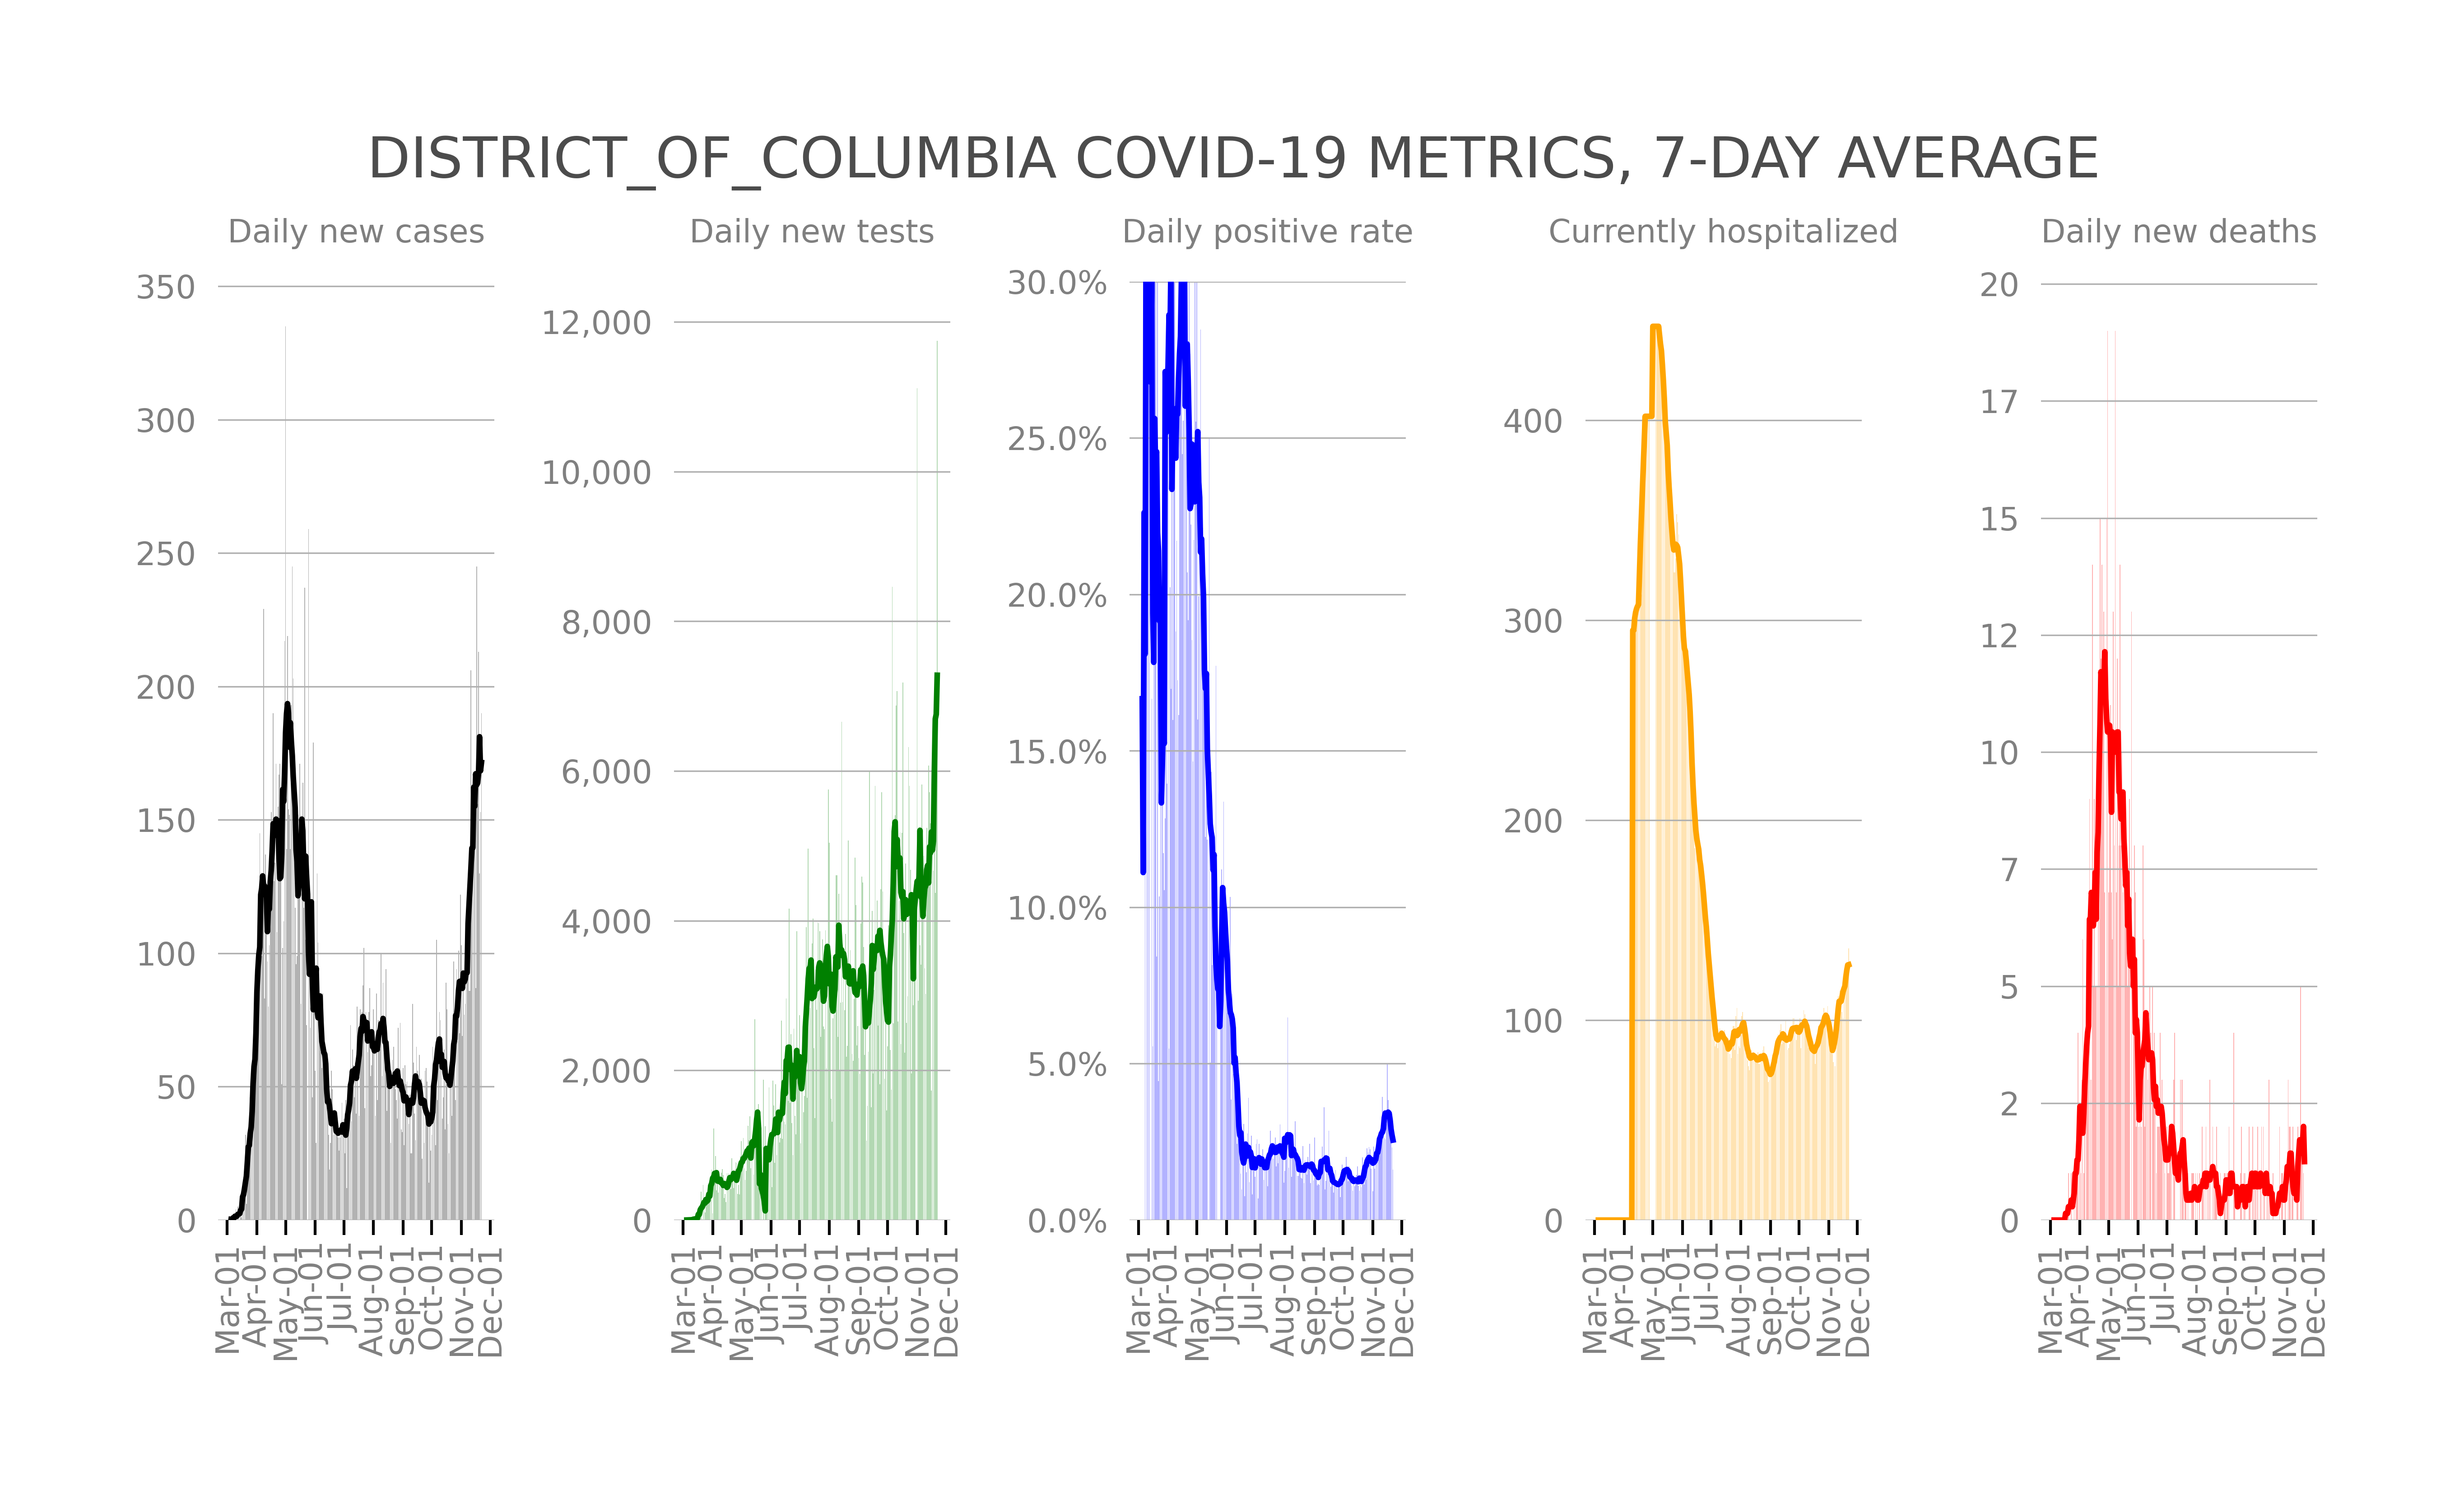 DISTRICT_OF_COLUMBIA COVID-19 METRICS, 7-DAY AVERAGE
Daily new cases
350
300
250
200
150
100
50
0
Mar-01
Apr-01
May-01
Jun-01
Jul-01
Aug-01
Sep-01
Oct-01
Nov-01
Dec-01
Daily new tests
12,000
10,000
8,000
6,000
4,000
2,000
0
Mar-01
Apr-01
May-01
Jun-01
Jul-01
Aug-01
Sep-01
Oct-01
Nov-01
Dec-01
Daily positive rate
30.0%
25.0%
20.0%
15.0%
10.0%
5.0%
0.0%
Mar-01
Apr-01
May-01
Jun-01
Jul-01
Aug-01
Sep-01
Oct-01
Nov-01
Dec-01
Currently hospitalized
400
300
200
100
0
Mar-01
Apr-01
May-01
Jun-01
Jul-01
Aug-01
Sep-01
Oct-01
Nov-01
Dec-01
Daily new deaths
20
17
15
12
10
7
5
2
0
Mar-01
Apr-01
May-01
Jun-01
Jul-01
Aug-01
Sep-01
Oct-01
Nov-01
Dec-01